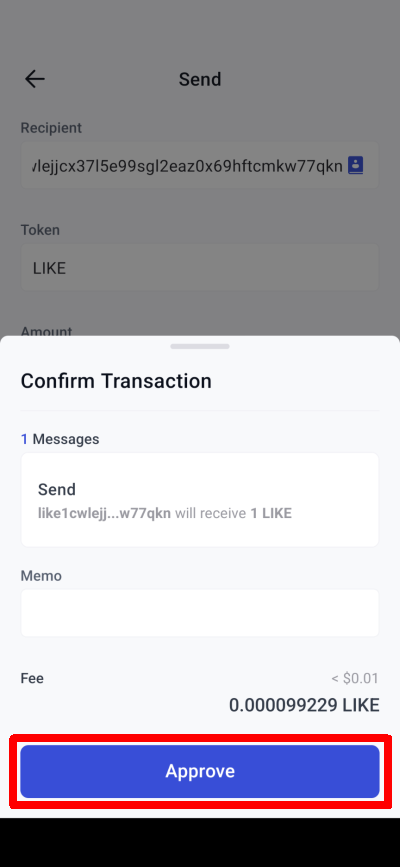 Send
Recipient
lejjcx37l5e99sgl2eaz0x69hftcmkw77qkn
Token
LIKE
Amount
Confirm Transaction
1 Messages
Send
like1cwlejj...w77qkn will receive 1 LIKE
Memo
Fee
< $0.01
0.000099229 LIKE
Approve